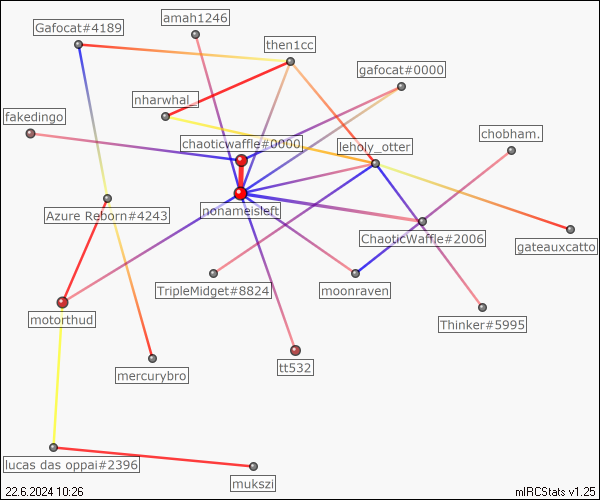 amah1246
Gafocat#4189
then1cc
gafocat#0000
nharwhal_
fakedingo
chobham.
chaoticwaffle#0000
leholy_otter
nonameisleft
Azure Reborn#4243
ChaoticWaffle#2006
gateauxcatto
TripleMidget#8824
moonraven
motorthud
Thinker#5995
tt532
mercurybro
lucas das oppai#2396
mukszi
22.6.2024 10:26
mIRCStats v1.25